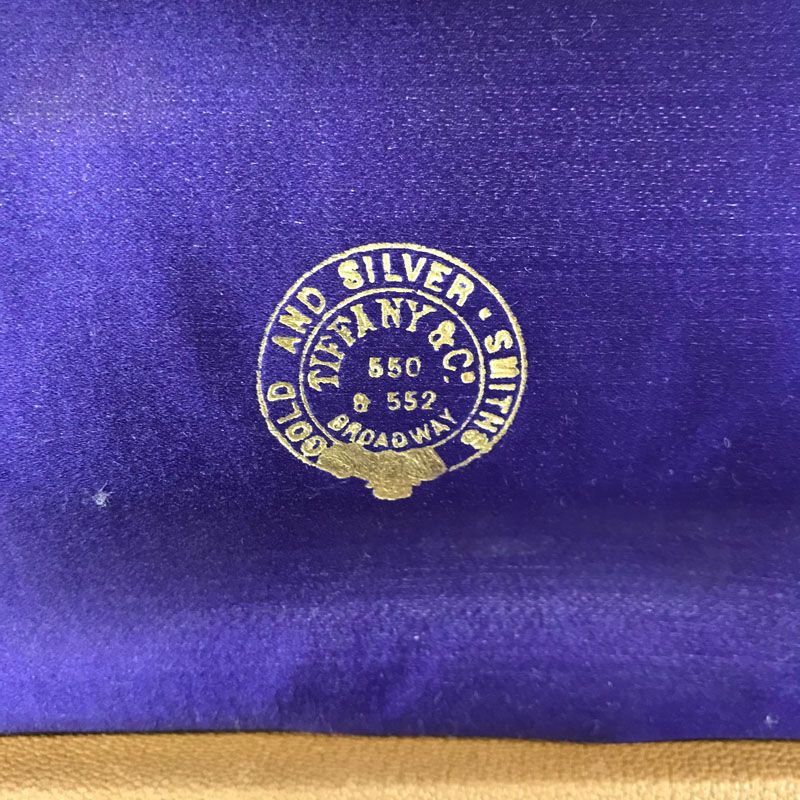 GOLD AND SILVER · SMITHS
TIFFANY & Co.
550
& 552
BROADWAY